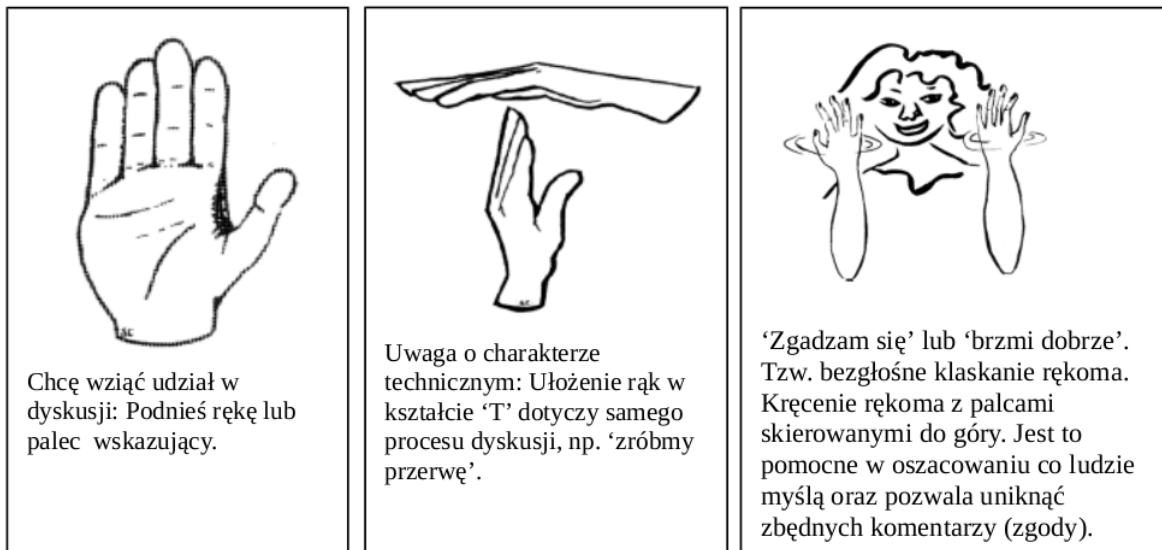 Chcę wziąć udział w
dyskusji: Podnieś rękę lub
palec wskazujący.
Uwaga o charakterze
technicznym: Ułożenie rąk w
kształcie ‘T’ dotyczy samego
procesu dyskusji, np. ‘zróbmy
przerwę’.
‘Zgadzam się’ lub ‘brzmi dobrze’.
Tzw. bezgłośne klaskanie rękoma.
Kręcenie rękoma z palcami
skierowanymi do góry. Jest to
pomocne w oszacowaniu co ludzie
myślą oraz pozwala uniknąć
zbędnych komentarzy (zgody).